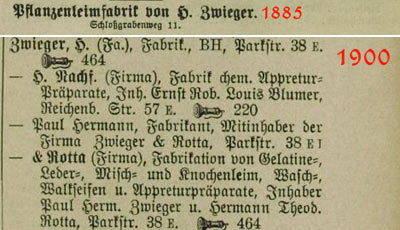 Pflanzenleimfabrik von H. Zwieger. 1885
Schloßgrabenweg 11.
Zwieger, H. (Fa.), Fabrik., BH, Parkstr. 38 E. 1900
464
— H. Nachf. (Firma), Fabrik chem. Appretur-
Präparate, Inh. Ernst Rob. Louis Blumer,
Reichenb. Str. 57 E. 220
— Paul Hermann, Fabrikant, Mitinhaber der
Firma Zwieger & Rotta, Parkstr. 38 E I
— & Rotta (Firma), Fabrikation von Gelatine-,
Leder-, Misch- und Knochenleim, Wasch-,
Walkseifen u. Appreturpräparate, Inhaber
Paul Herm. Zwieger u. Hermann Theod.
Rotta, Parkstr. 38 E. 464